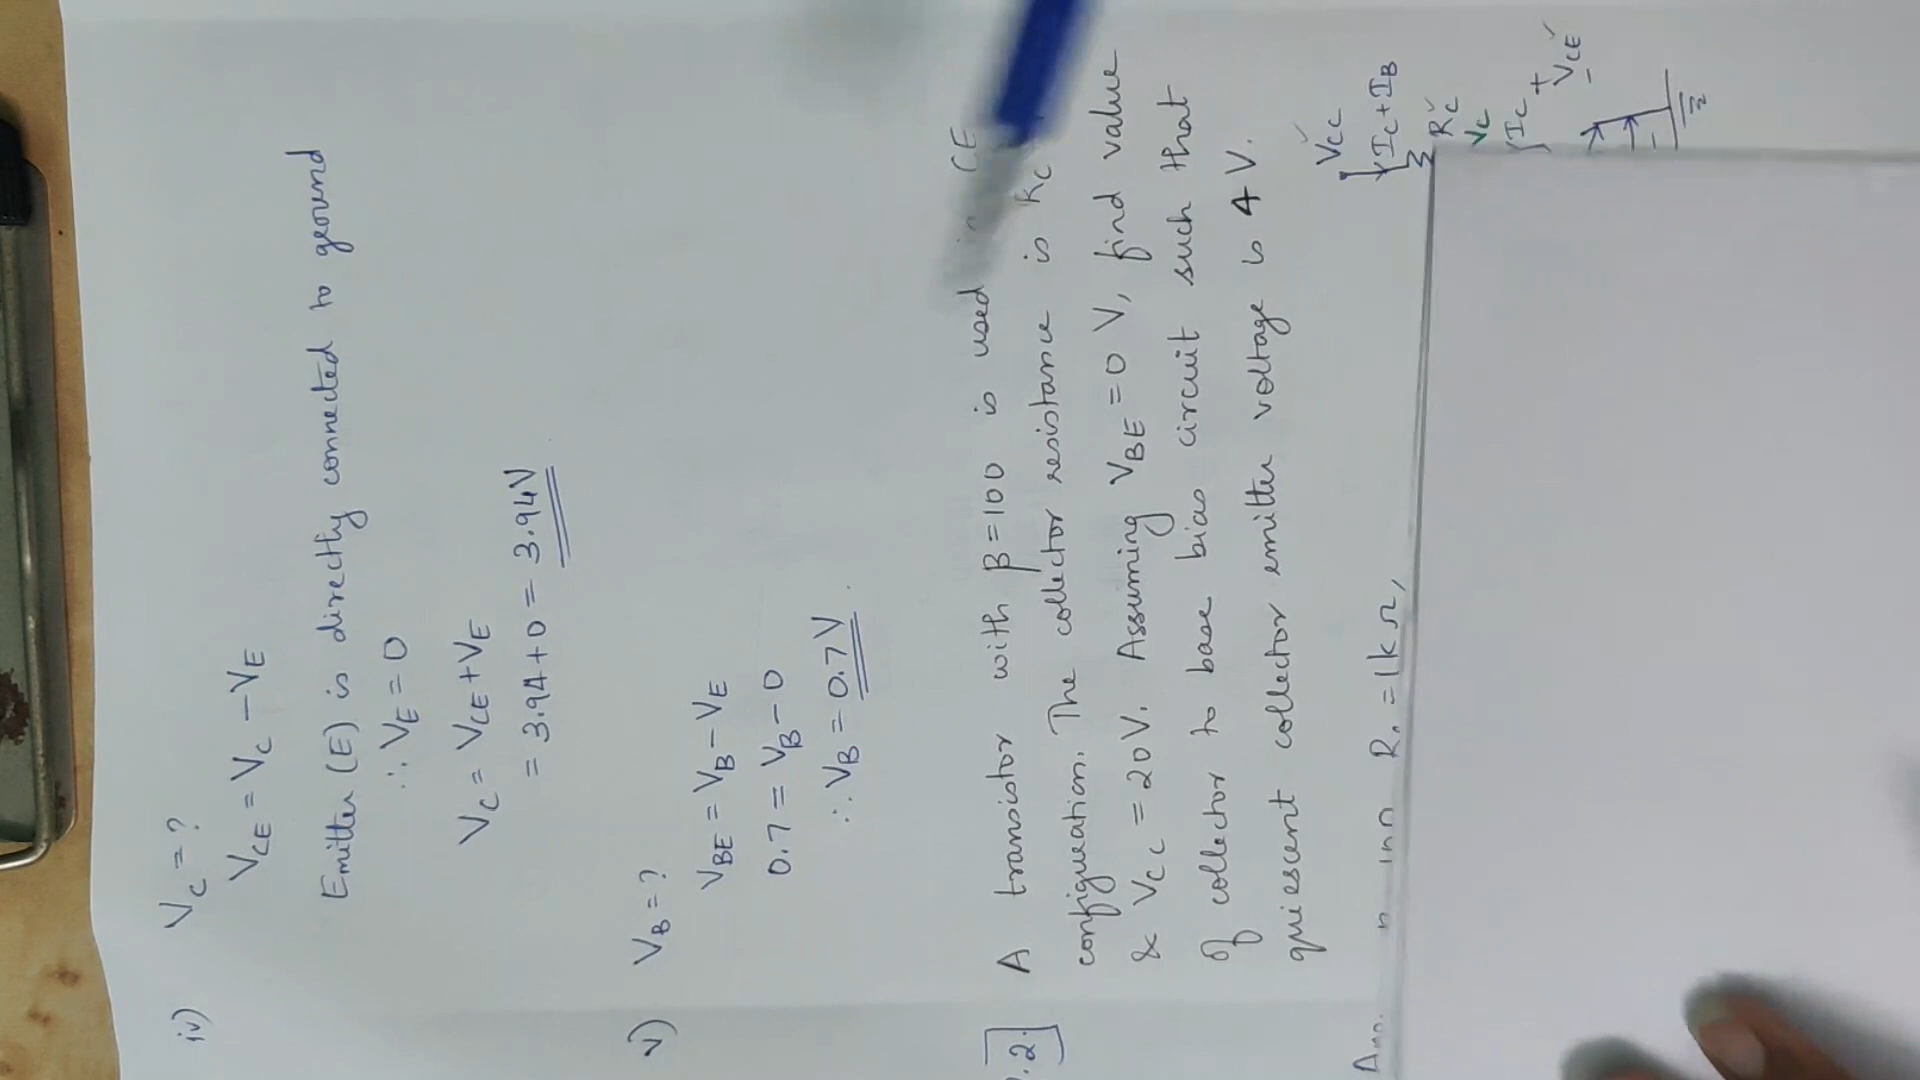 iv) V_C = ?
V_CE = V_C − V_E
Emitter (E) is directly connected to ground
∴ V_E = 0
V_C = V_CE + V_E
= 3.94 + 0 = 3.94V
v) V_B = ?
V_BE = V_B − V_E
0.7 = V_B − 0
∴ V_B = 0.7V
2. A transistor with β = 100 is used in CE
configuration. The collector resistance is R_C
& V_CC = 20V. Assuming V_BE = 0 V, find value
of collector to base bias circuit such that
quiescent collector emitter voltage is 4 V.
= 1kΩ,
V_CC
I_C + I_B
R_C
V_C
I_C
+
V_CE
−